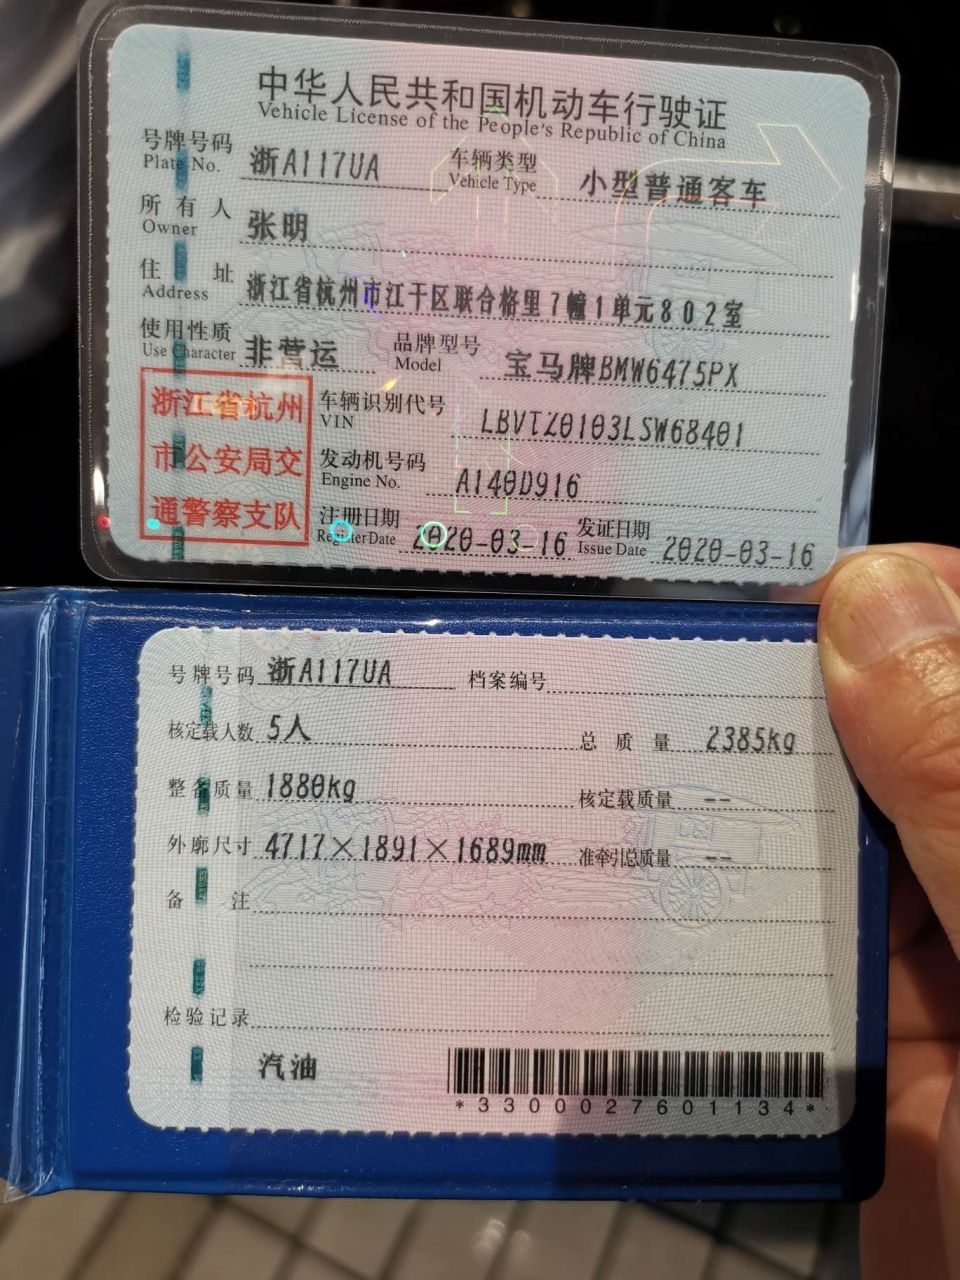 中华人民共和国机动车行驶证
Vehicle License of the People's Republic of China
号牌号码 浙A117UA 车辆类型 小型普通客车
Plate No. Vehicle Type
所有人 张明
Owner
住址 浙江省杭州市江干区联合格里7幢1单元802室
Address
使用性质 非营运 品牌型号 宝马牌BMW6475PX
Use Character Model
浙江省杭州
市公安局交
通警察支队
车辆识别代号 LBVTZ0103LSW68401
VIN
发动机号码 A140D916
Engine No.
注册日期 2020-03-16 发证日期 2020-03-16
Register Date Issue Date
号牌号码 浙A117UA 档案编号
核定载人数 5人 总质量 2385kg
整备质量 1880kg 核定载质量 --
外廓尺寸 4717×1891×1689mm 准牵引总质量 --
备注
检验记录
汽油
*3300027601134*